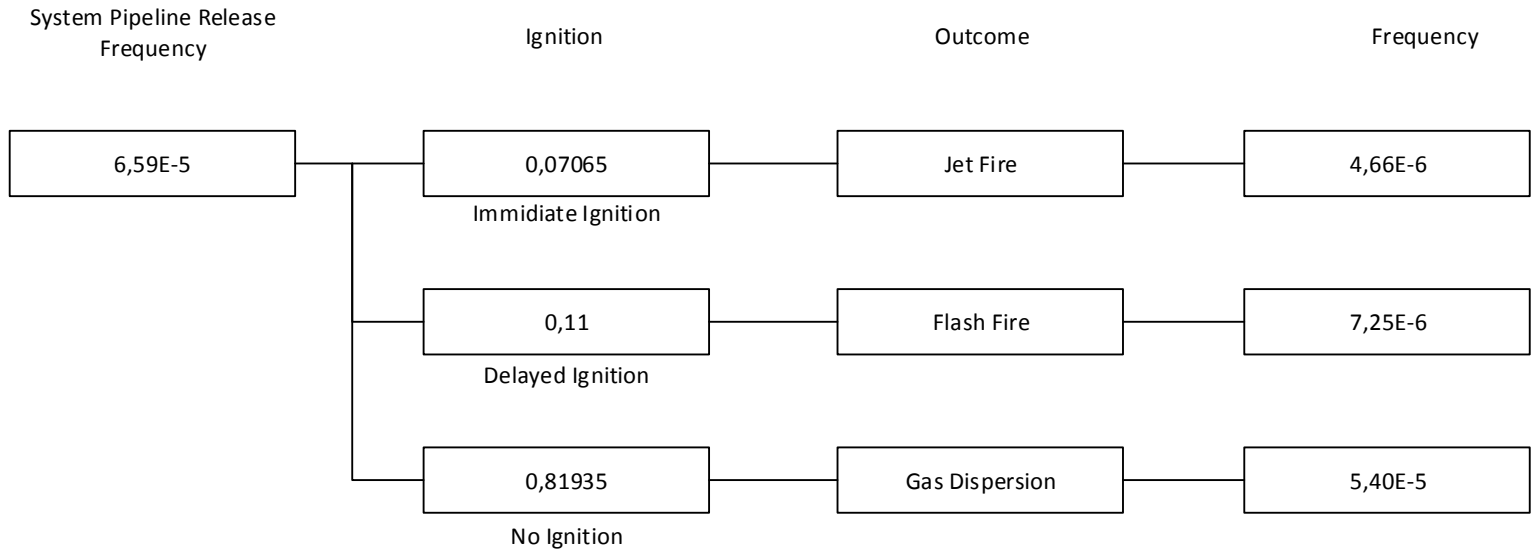 System Pipeline Release
Frequency
Ignition
Outcome
Frequency
6,59E-5
0,07065
Jet Fire
4,66E-6
Immidiate Ignition
0,11
Flash Fire
7,25E-6
Delayed Ignition
0,81935
Gas Dispersion
5,40E-5
No Ignition